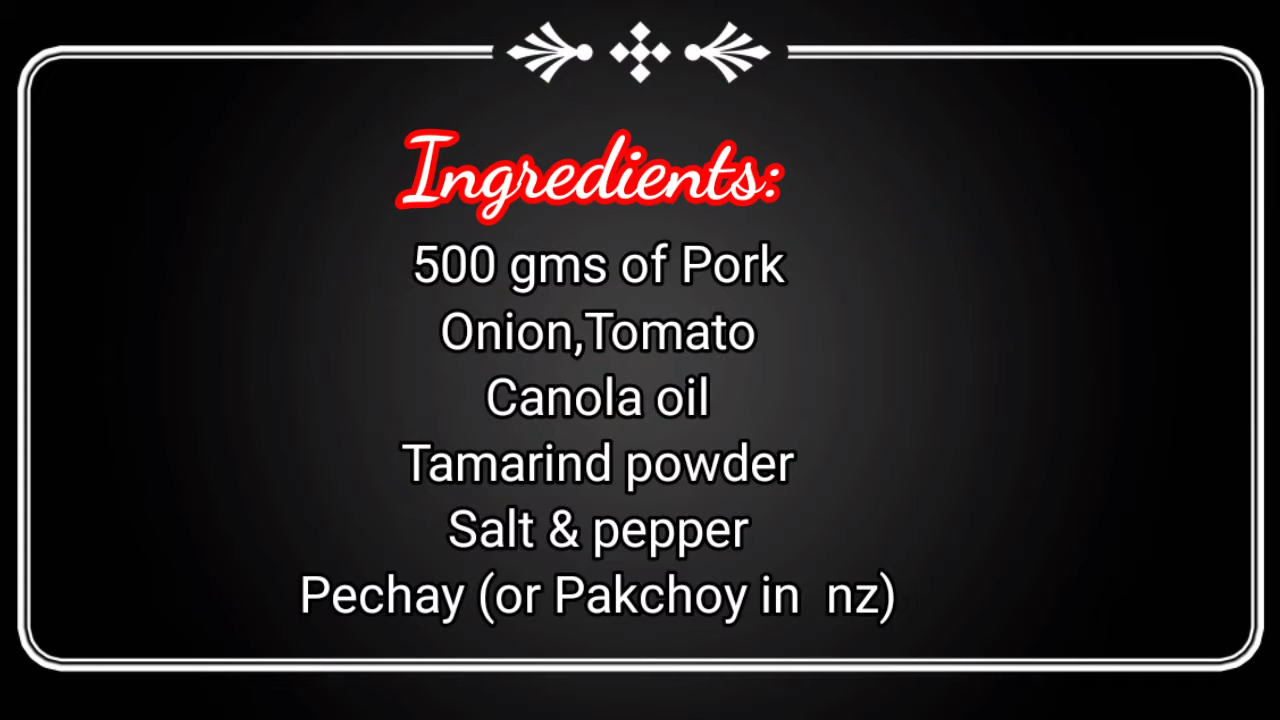 Ingredients:
500 gms of Pork
Onion,Tomato
Canola oil
Tamarind powder
Salt & pepper
Pechay (or Pakchoy in nz)